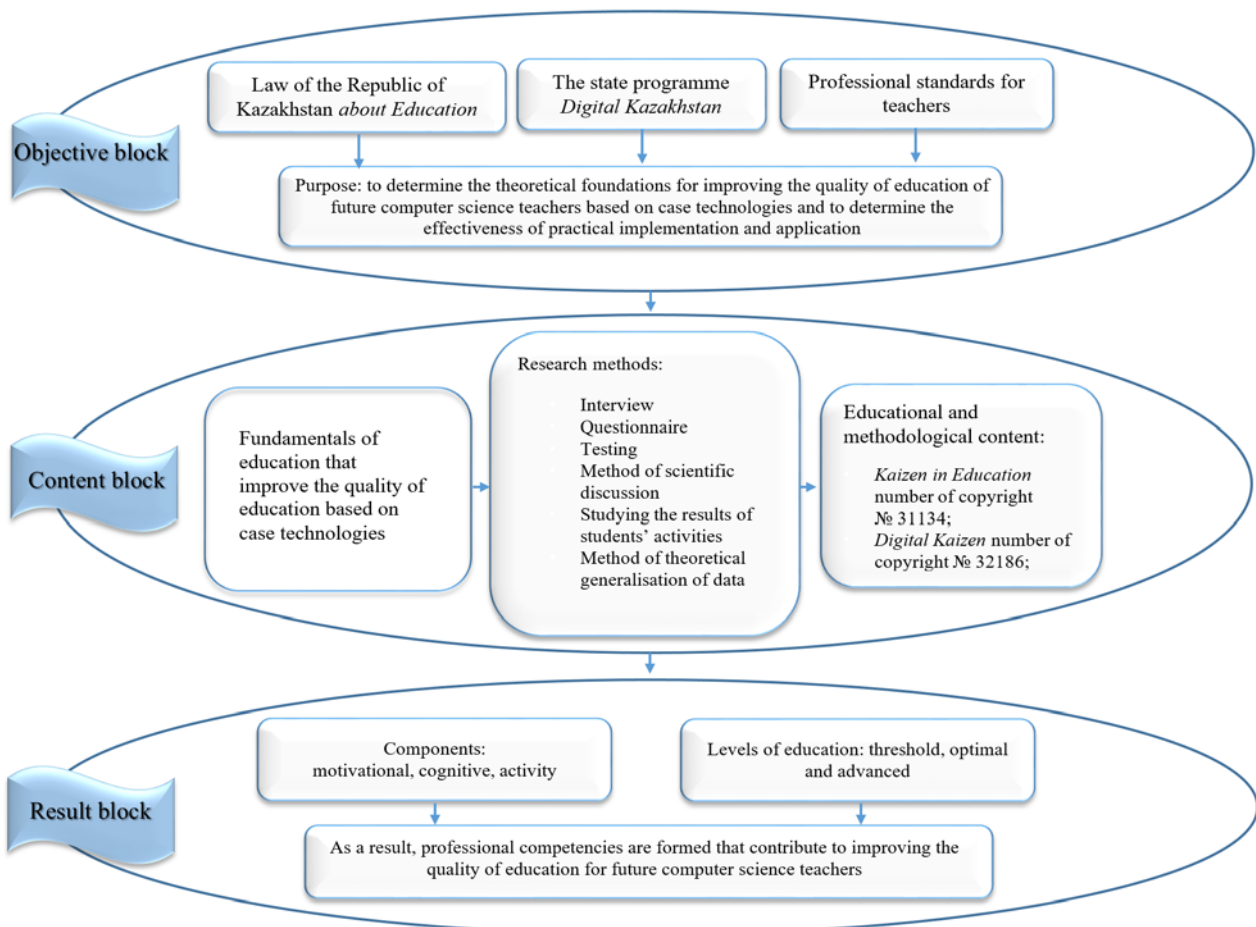 Law of the Republic of
Kazakhstan about Education
The state programme
Digital Kazakhstan
Professional standards for
teachers
Objective block
Purpose: to determine the theoretical foundations for improving the quality of education of
future computer science teachers based on case technologies and to determine the
effectiveness of practical implementation and application
Content block
Fundamentals of
education that
improve the quality of
education based on
case technologies
Research methods:
Interview
Questionnaire
Testing
Method of scientific
discussion
Studying the results of
students’ activities
Method of theoretical
generalisation of data
Educational and
methodological content:
Kaizen in Education
number of copyright
№ 31134;
Digital Kaizen number of
copyright № 32186;
Result block
Components:
motivational, cognitive, activity
Levels of education: threshold, optimal
and advanced
As a result, professional competencies are formed that contribute to improving the
quality of education for future computer science teachers